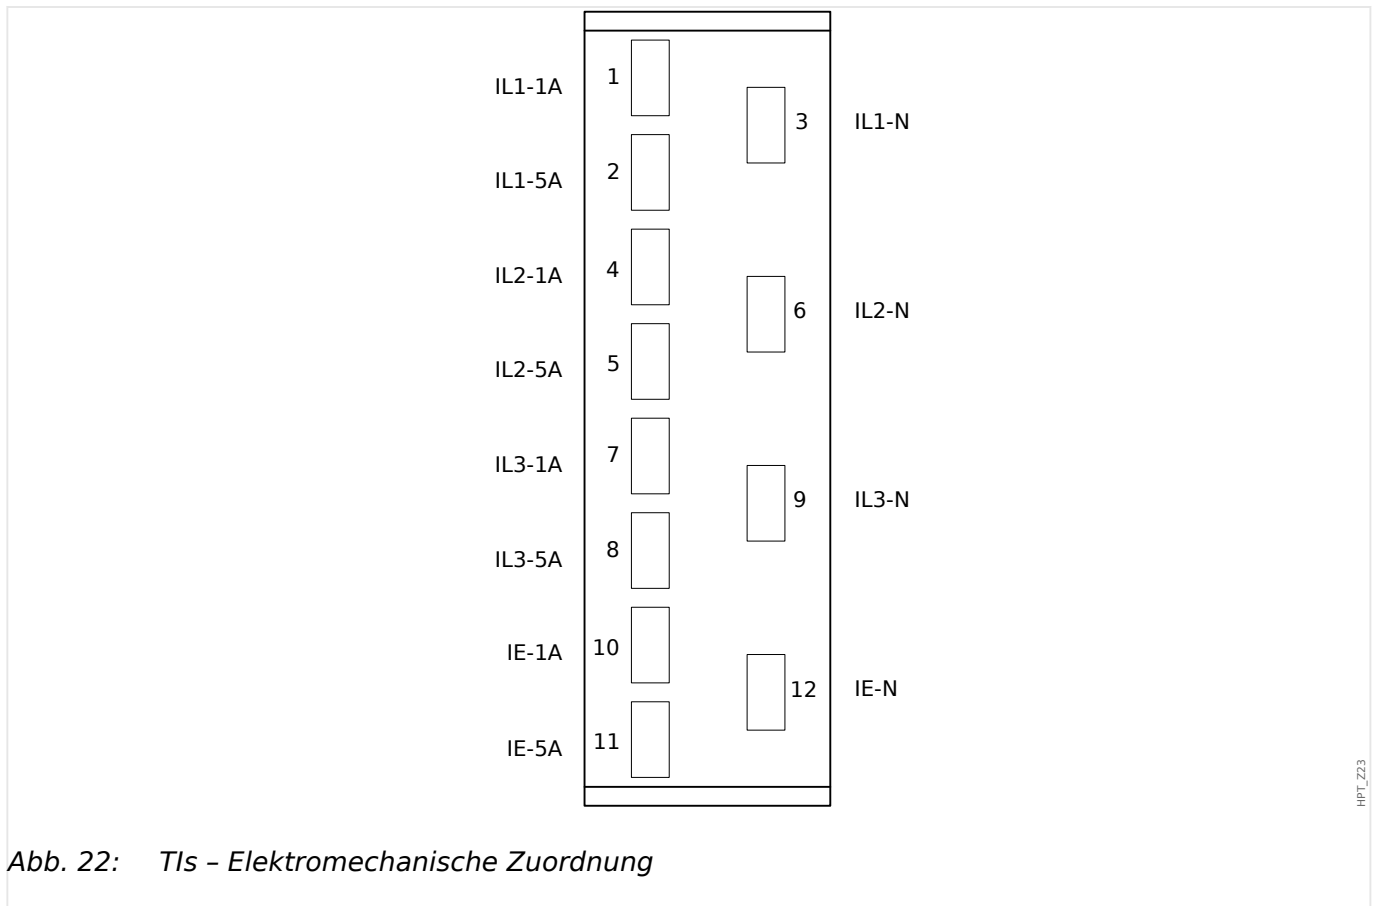 IL1-1A 1
3 IL1-N
IL1-5A 2
IL2-1A 4
6 IL2-N
IL2-5A 5
IL3-1A 7
9 IL3-N
IL3-5A 8
IE-1A 10
12 IE-N
IE-5A 11
HPT_Z23
Abb. 22: TIs – Elektromechanische Zuordnung